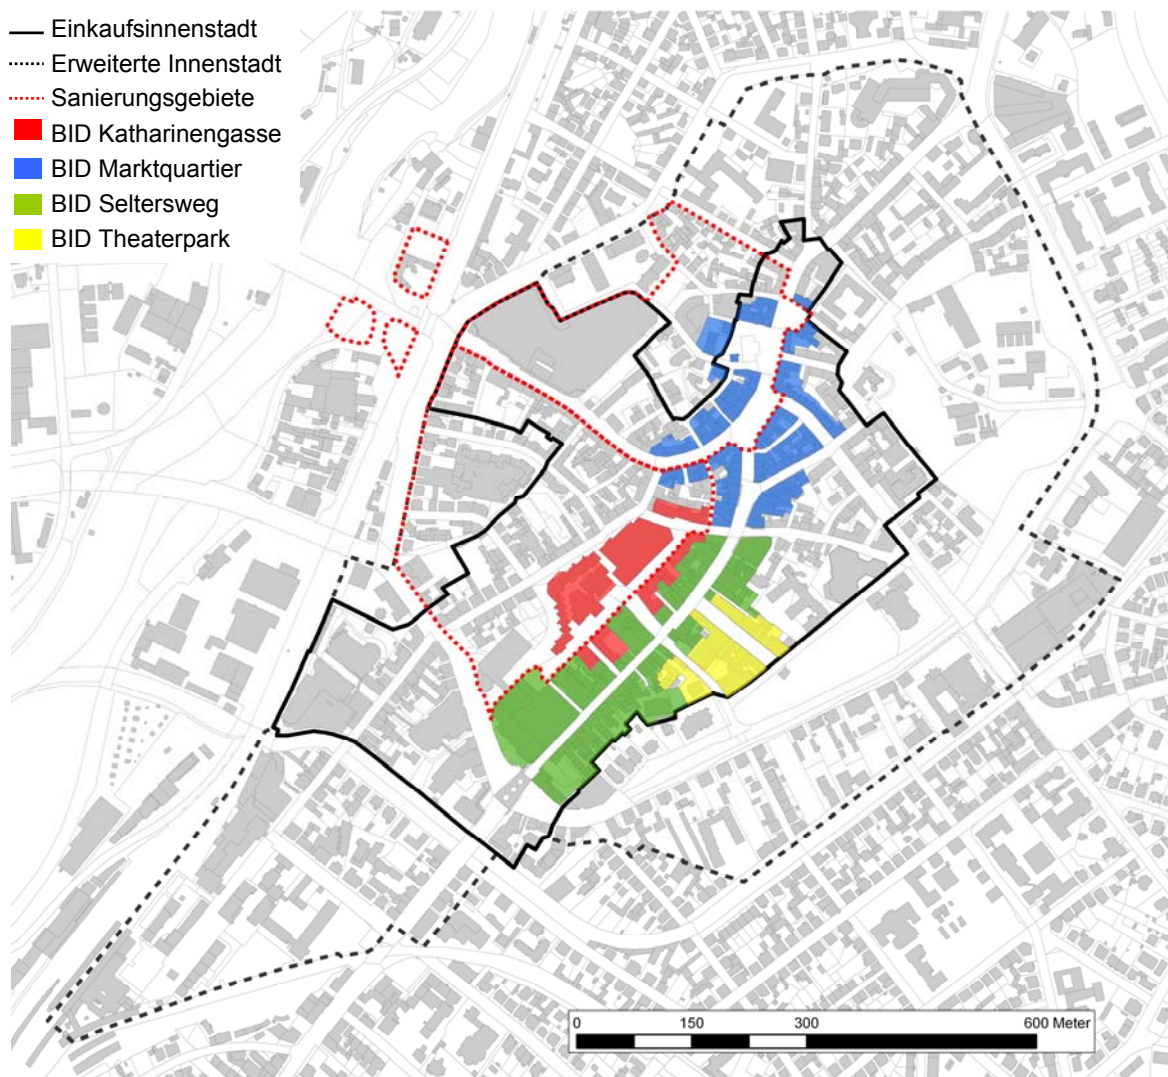 Einkaufsinnenstadt
Erweiterte Innenstadt
Sanierungsgebiete
BID Katharinengasse
BID Marktquartier
BID Seltersweg
BID Theaterpark
0 150 300 600 Meter